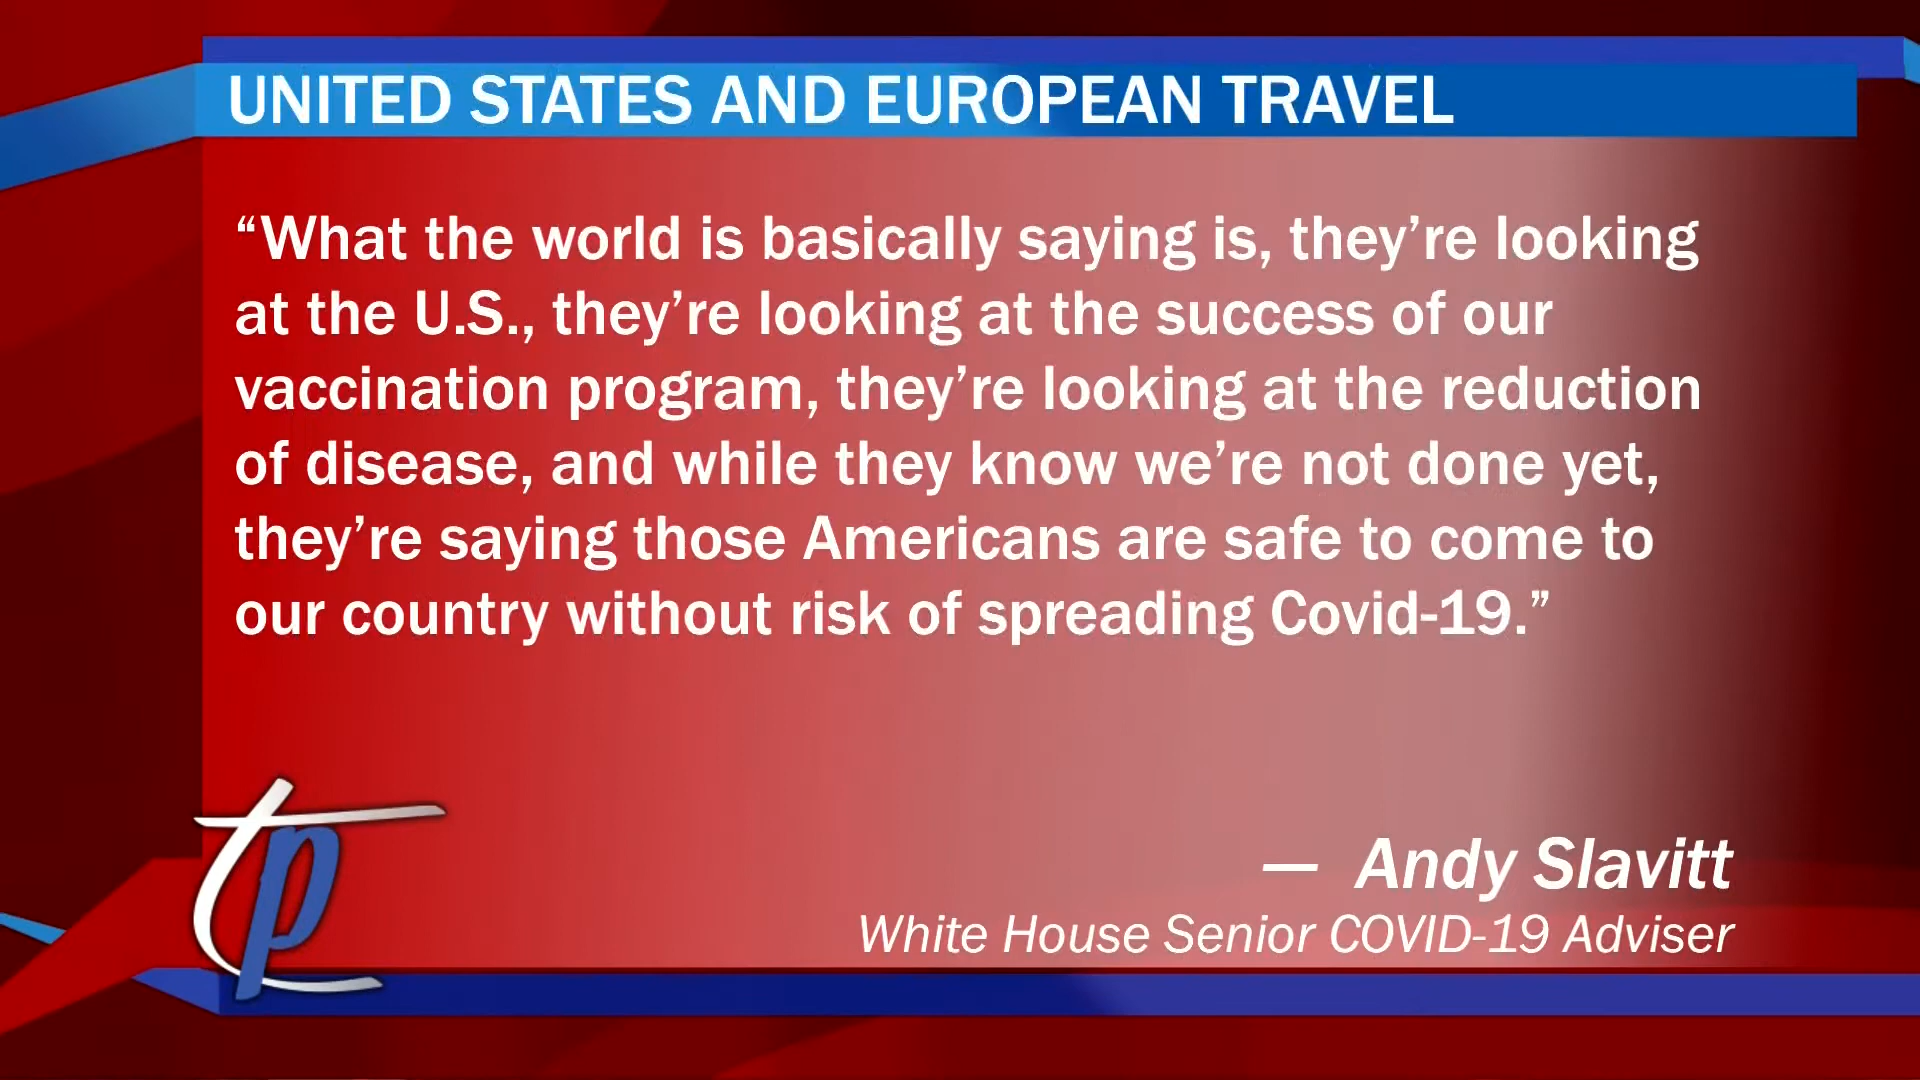 UNITED STATES AND EUROPEAN TRAVEL
“What the world is basically saying is, they’re looking
at the U.S., they’re looking at the success of our
vaccination program, they’re looking at the reduction
of disease, and while they know we’re not done yet,
they’re saying those Americans are safe to come to
our country without risk of spreading Covid-19.”
— Andy Slavitt
White House Senior COVID-19 Adviser
tp